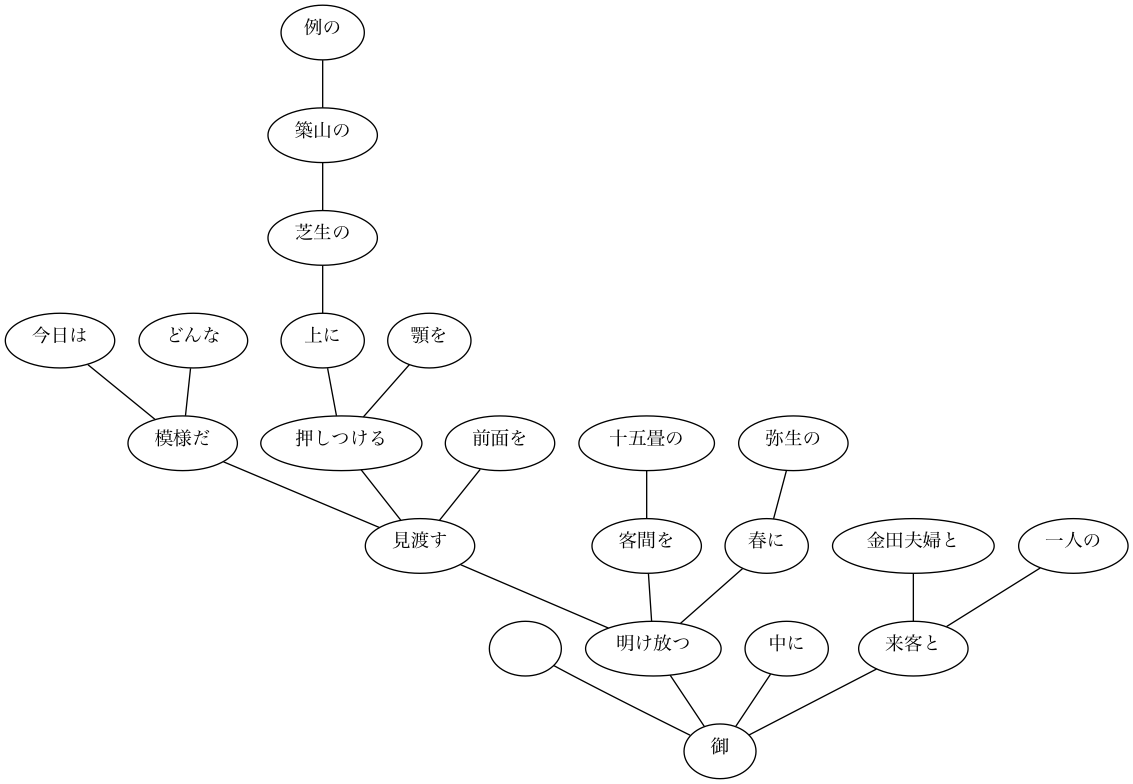 例の
築山の
芝生の
今日は
どんな
上に
顎を
模様だ
押しつける
前面を
十五畳の
弥生の
見渡す
客間を
春に
金田夫婦と
一人の
明け放つ
中に
来客と
御